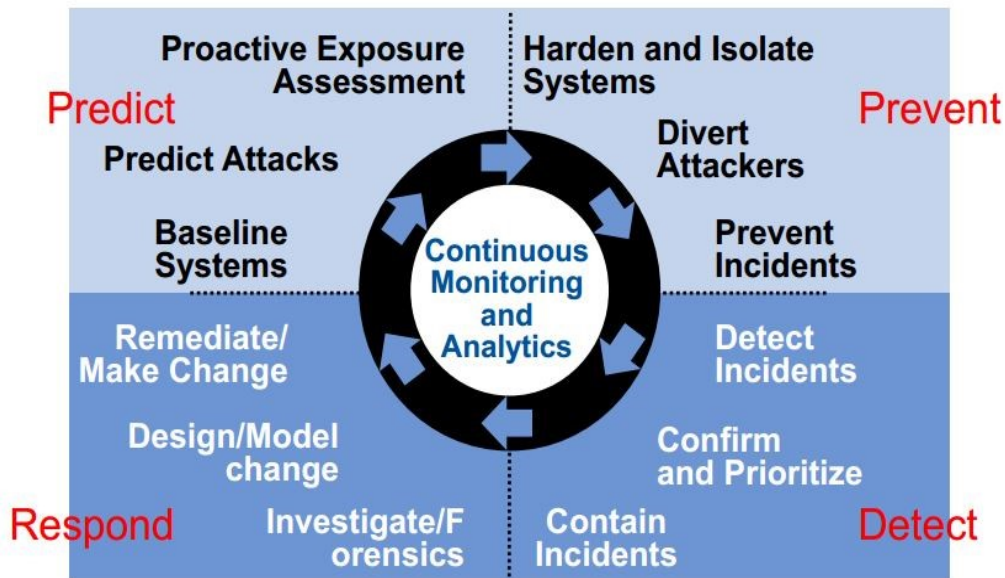 Proactive Exposure
Assessment
Harden and Isolate
Systems
Predict
Prevent
Predict Attacks
Divert
Attackers
Baseline
Systems
Continuous
Monitoring
and
Analytics
Prevent
Incidents
Remediate/
Make Change
Detect
Incidents
Design/Model
change
Confirm
and Prioritize
Respond
Investigate/F
orensics
Contain
Incidents
Detect